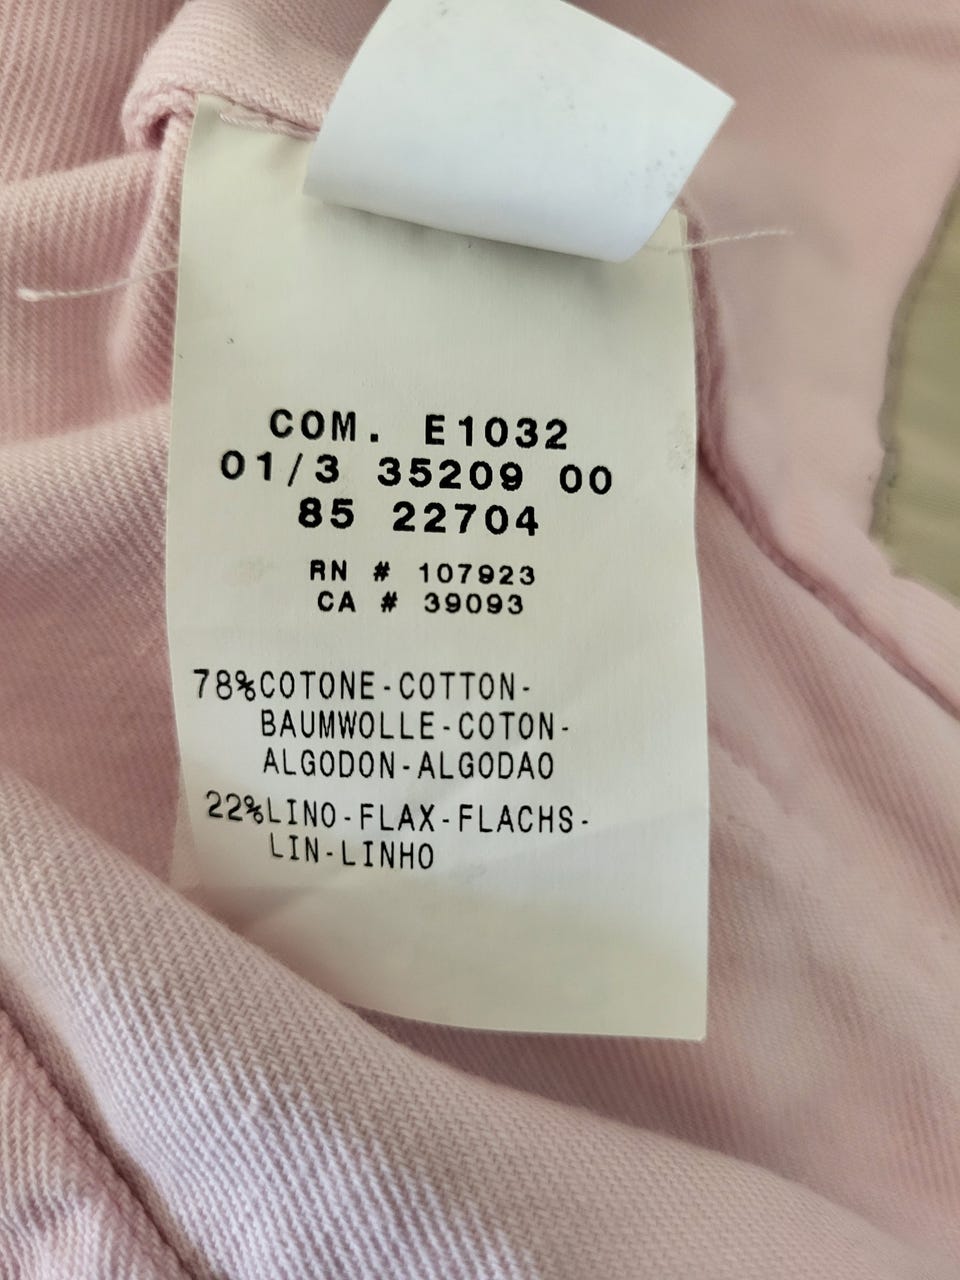 COM. E1032
01/3 35209 00
85 22704
RN # 107923
CA # 39093
78%COTONE-COTTON-
BAUMWOLLE-COTON-
ALGODON-ALGODAO
22%LINO-FLAX-FLACHS-
LIN-LINHO